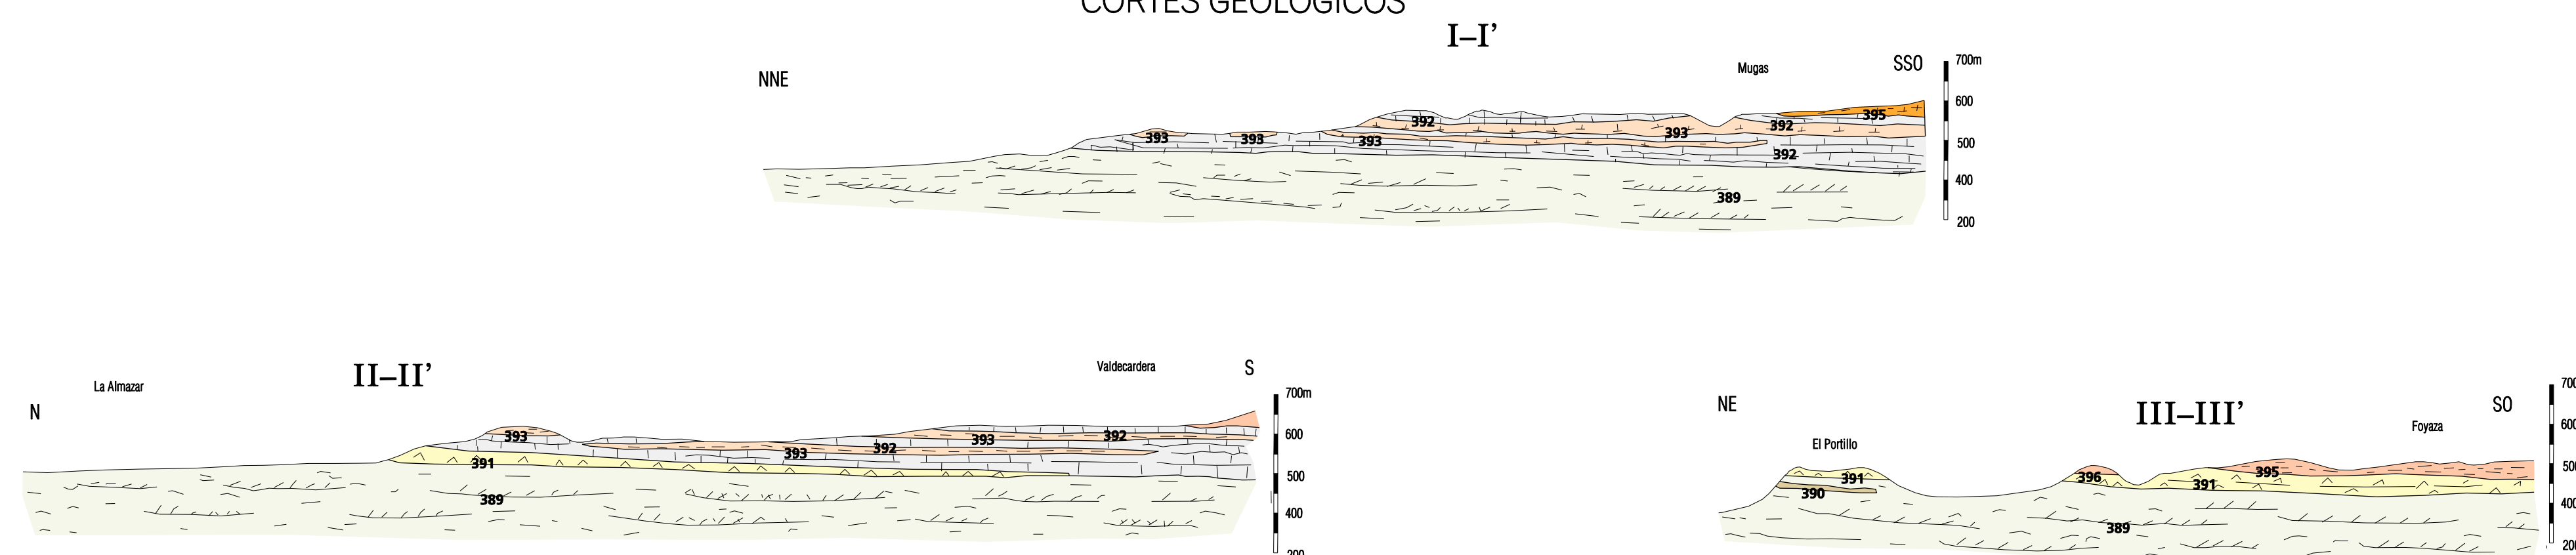 CORTES GEOLÓGICOS
I–I’
NNE
Mugas
SSO
700m
600
500
400
200
393
393
393
392
393
392
392
395
389
II–II’
La Almazar
N
Valdecardera
S
700m
600
500
400
200
393
391
389
393
392
393
392
III–III’
NE
El Portillo
Foyaza
SO
391
390
396
391
395
389